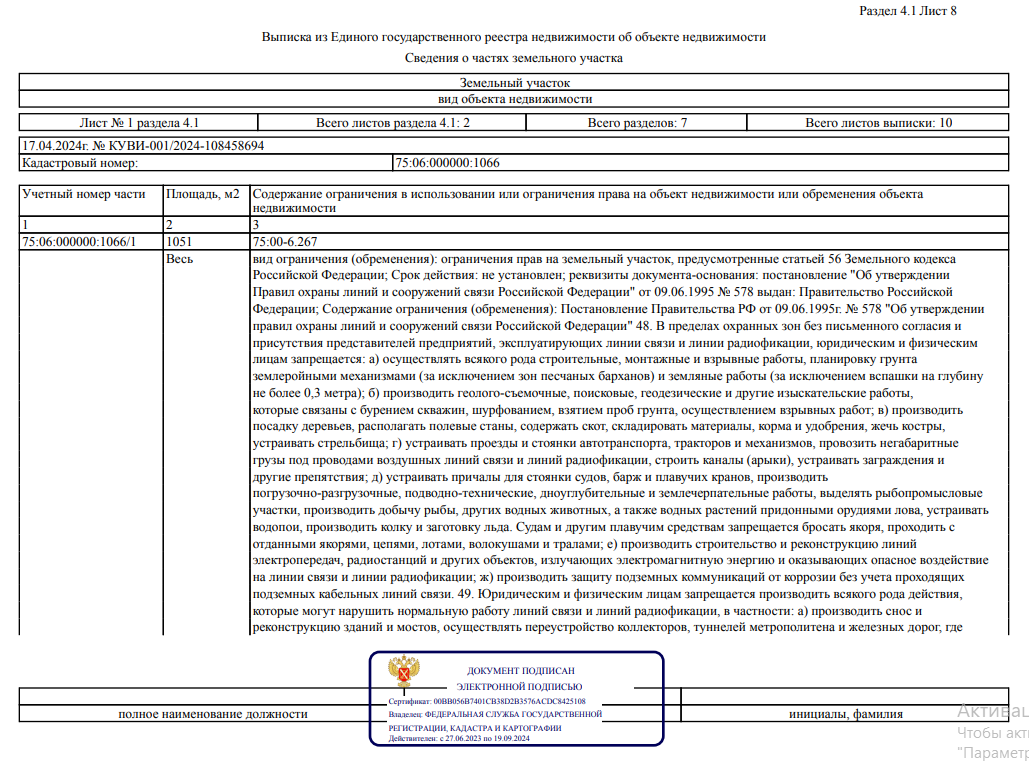 Раздел 4.1 Лист 8
Выписка из Единого государственного реестра недвижимости об объекте недвижимости
Сведения о частях земельного участка
Земельный участок
вид объекта недвижимости
Лист № 1 раздела 4.1 Всего листов раздела 4.1: 2 Всего разделов: 7 Всего листов выписки: 10
17.04.2024г. № КУВИ-001/2024-108458694
Кадастровый номер: 75:06:000000:1066
Учетный номер части Площадь, м2 Содержание ограничения в использовании или ограничения права на объект недвижимости или обременения объекта
недвижимости
1 2 3
75:06:000000:1066/1 1051 75:00-6.267
Весь вид ограничения (обременения): ограничения прав на земельный участок, предусмотренные статьей 56 Земельного кодекса
Российской Федерации; Срок действия: не установлен; реквизиты документа-основания: постановление "Об утверждении
Правил охраны линий и сооружений связи Российской Федерации" от 09.06.1995 № 578 выдан: Правительство Российской
Федерации; Содержание ограничения (обременения): Постановление Правительства РФ от 09.06.1995г. № 578 "Об утверждении
правил охраны линий и сооружений связи Российской Федерации" 48. В пределах охранных зон без письменного согласия и
присутствия представителей предприятий, эксплуатирующих линии связи и линии радиофикации, юридическим и физическим
лицам запрещается: а) осуществлять всякого рода строительные, монтажные и взрывные работы, планировку грунта
землеройными механизмами (за исключением зон песчаных барханов) и земляные работы (за исключением вспашки на глубину
не более 0,3 метра); б) производить геолого-съемочные, поисковые, геодезические и другие изыскательские работы,
которые связаны с бурением скважин, шурфованием, взятием проб грунта, осуществлением взрывных работ; в) производить
посадку деревьев, располагать полевые станы, содержать скот, складировать материалы, корма и удобрения, жечь костры,
устраивать стрельбища; г) устраивать проезды и стоянки автотранспорта, тракторов и механизмов, провозить негабаритные
грузы под проводами воздушных линий связи и линий радиофикации, строить каналы (арыки), устраивать заграждения и
другие препятствия; д) устраивать причалы для стоянки судов, барж и плавучих кранов, производить
погрузочно-разгрузочные, подводно-технические, дноуглубительные и землечерпательные работы, выделять рыбопромысловые
участки, производить добычу рыбы, других водных животных, а также водных растений придонными орудиями лова, устраивать
водопои, производить колку и заготовку льда. Судам и другим плавучим средствам запрещается бросать якоря, проходить с
отданными якорями, цепями, лотами, волокушами и тралами; е) производить строительство и реконструкцию линий
электропередач, радиостанций и других объектов, излучающих электромагнитную энергию и оказывающих опасное воздействие
на линии связи и линии радиофикации; ж) производить защиту подземных коммуникаций от коррозии без учета проходящих
подземных кабельных линий связи. 49. Юридическим и физическим лицам запрещается производить всякого рода действия,
которые могут нарушить нормальную работу линий связи и линий радиофикации, в частности: а) производить снос и
реконструкцию зданий и мостов, осуществлять переустройство коллекторов, туннелей метрополитена и железных дорог, где
ДОКУМЕНТ ПОДПИСАН
ЭЛЕКТРОННОЙ ПОДПИСЬЮ
Сертификат: 00BB056B7401CB38D2B3576ACDC8425108
Владелец: ФЕДЕРАЛЬНАЯ СЛУЖБА ГОСУДАРСТВЕННОЙ
РЕГИСТРАЦИИ, КАДАСТРА И КАРТОГРАФИИ
Действителен: с 27.06.2023 по 19.09.2024
полное наименование должности инициалы, фамилия
Активац
Чтобы акт
"Параметр